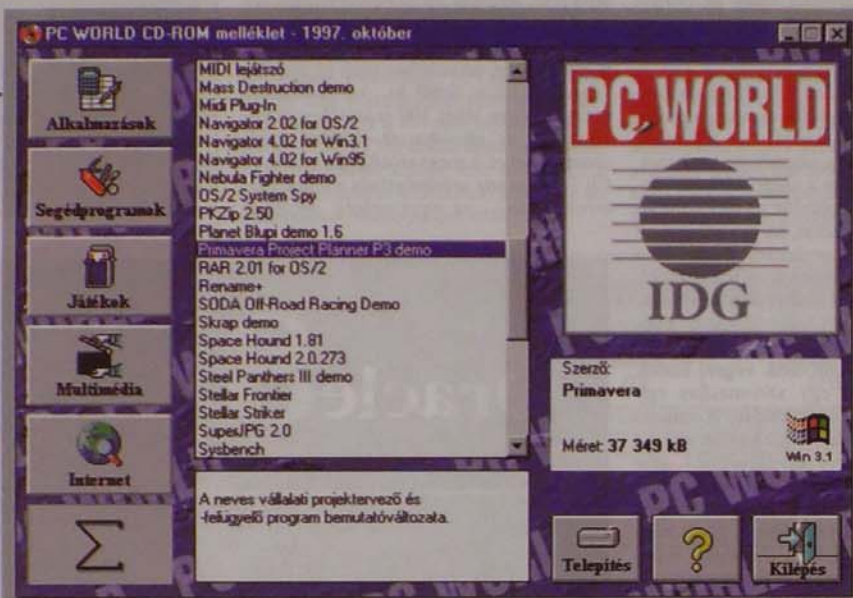 PC WORLD CD-ROM melléklet - 1997. október
Alkalmazások
Segédprogramok
Játékok
Multimédia
Internet
Σ
MIDI lejátszó
Mass Destruction demo
Midi Plug-In
Navigator 2.02 for OS/2
Navigator 4.02 for Win3.1
Navigator 4.02 for Win95
Nebula Fighter demo
OS/2 System Spy
PKZip 2.50
Planet Blupi demo 1.6
Primavera Project Planner P3 demo
RAR 2.01 for OS/2
Rename+
SODA Off-Road Racing Demo
Skrap demo
Space Hound 1.81
Space Hound 2.0.273
Steel Panthers III demo
Stellar Frontier
Stellar Striker
SuperJPG 2.0
Sysbench
A neves vállalati projektervező és
-felügyelő program bemutatóváltozata.
PC WORLD
IDG
Szerző:
Primavera
Méret: 37 349 kB
Win 3.1
Telepítés
?
Kilépés